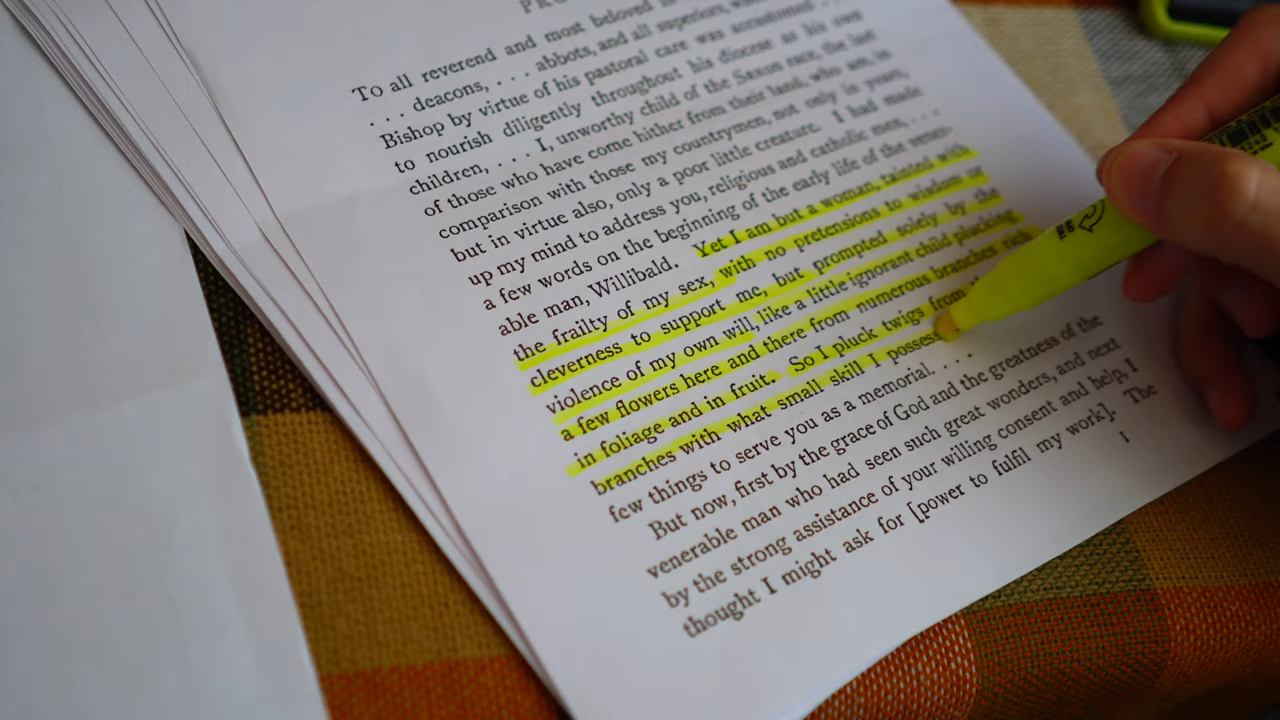 PRO
To all reverend and most beloved
. . . deacons, . . . abbots, and all superiors,
Bishop by virtue of his pastoral care was accustomed . . .
to nourish diligently throughout his diocese as his own
children, . . . . I, unworthy child of the Saxon race, the last
of those who have come hither from their land, who am, in
comparison with those my countrymen, not only in years,
but in virtue also, only a poor little creature. I had made
up my mind to address you, religious and catholic men, . . . .
a few words on the beginning of the early life of the vener-
able man, Willibald. Yet I am but a woman, tainted with
the frailty of my sex, with no pretensions to wisdom or
cleverness to support me, but prompted solely by the
violence of my own will, like a little ignorant child plucking
a few flowers here and there from numerous branches rich
in foliage and in fruit. So I pluck twigs from
branches with what small skill I possess
few things to serve you as a memorial. . . .
But now, first by the grace of God and the greatness of the
venerable man who had seen such great wonders, and next
by the strong assistance of your willing consent and help, I
thought I might ask for [power to fulfil my work]. The
I